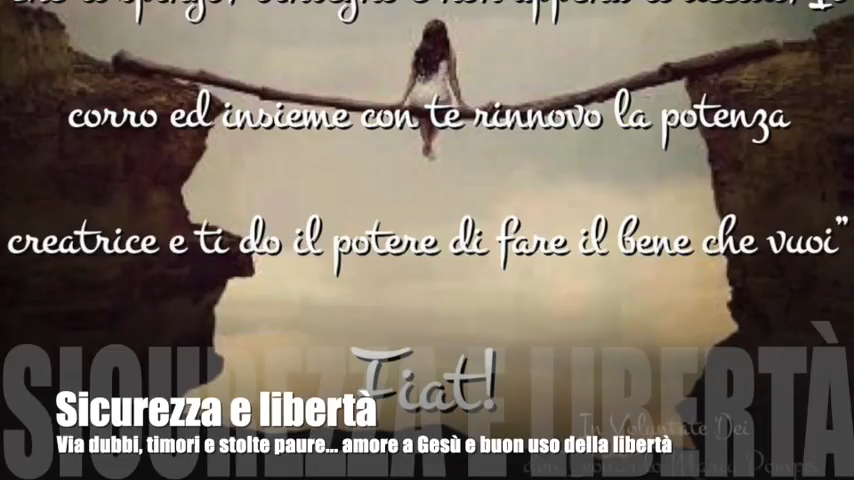 corro ed insieme con te rinnovo la potenza
creatrice e ti do il potere di fare il bene che vuoi”
Fiat!
SICUREZZA E LIBERTÀ
Sicurezza e libertà
In Voluntate Dei
Via dubbi, timori e stolte paure... amore a Gesù e buon uso della libertà